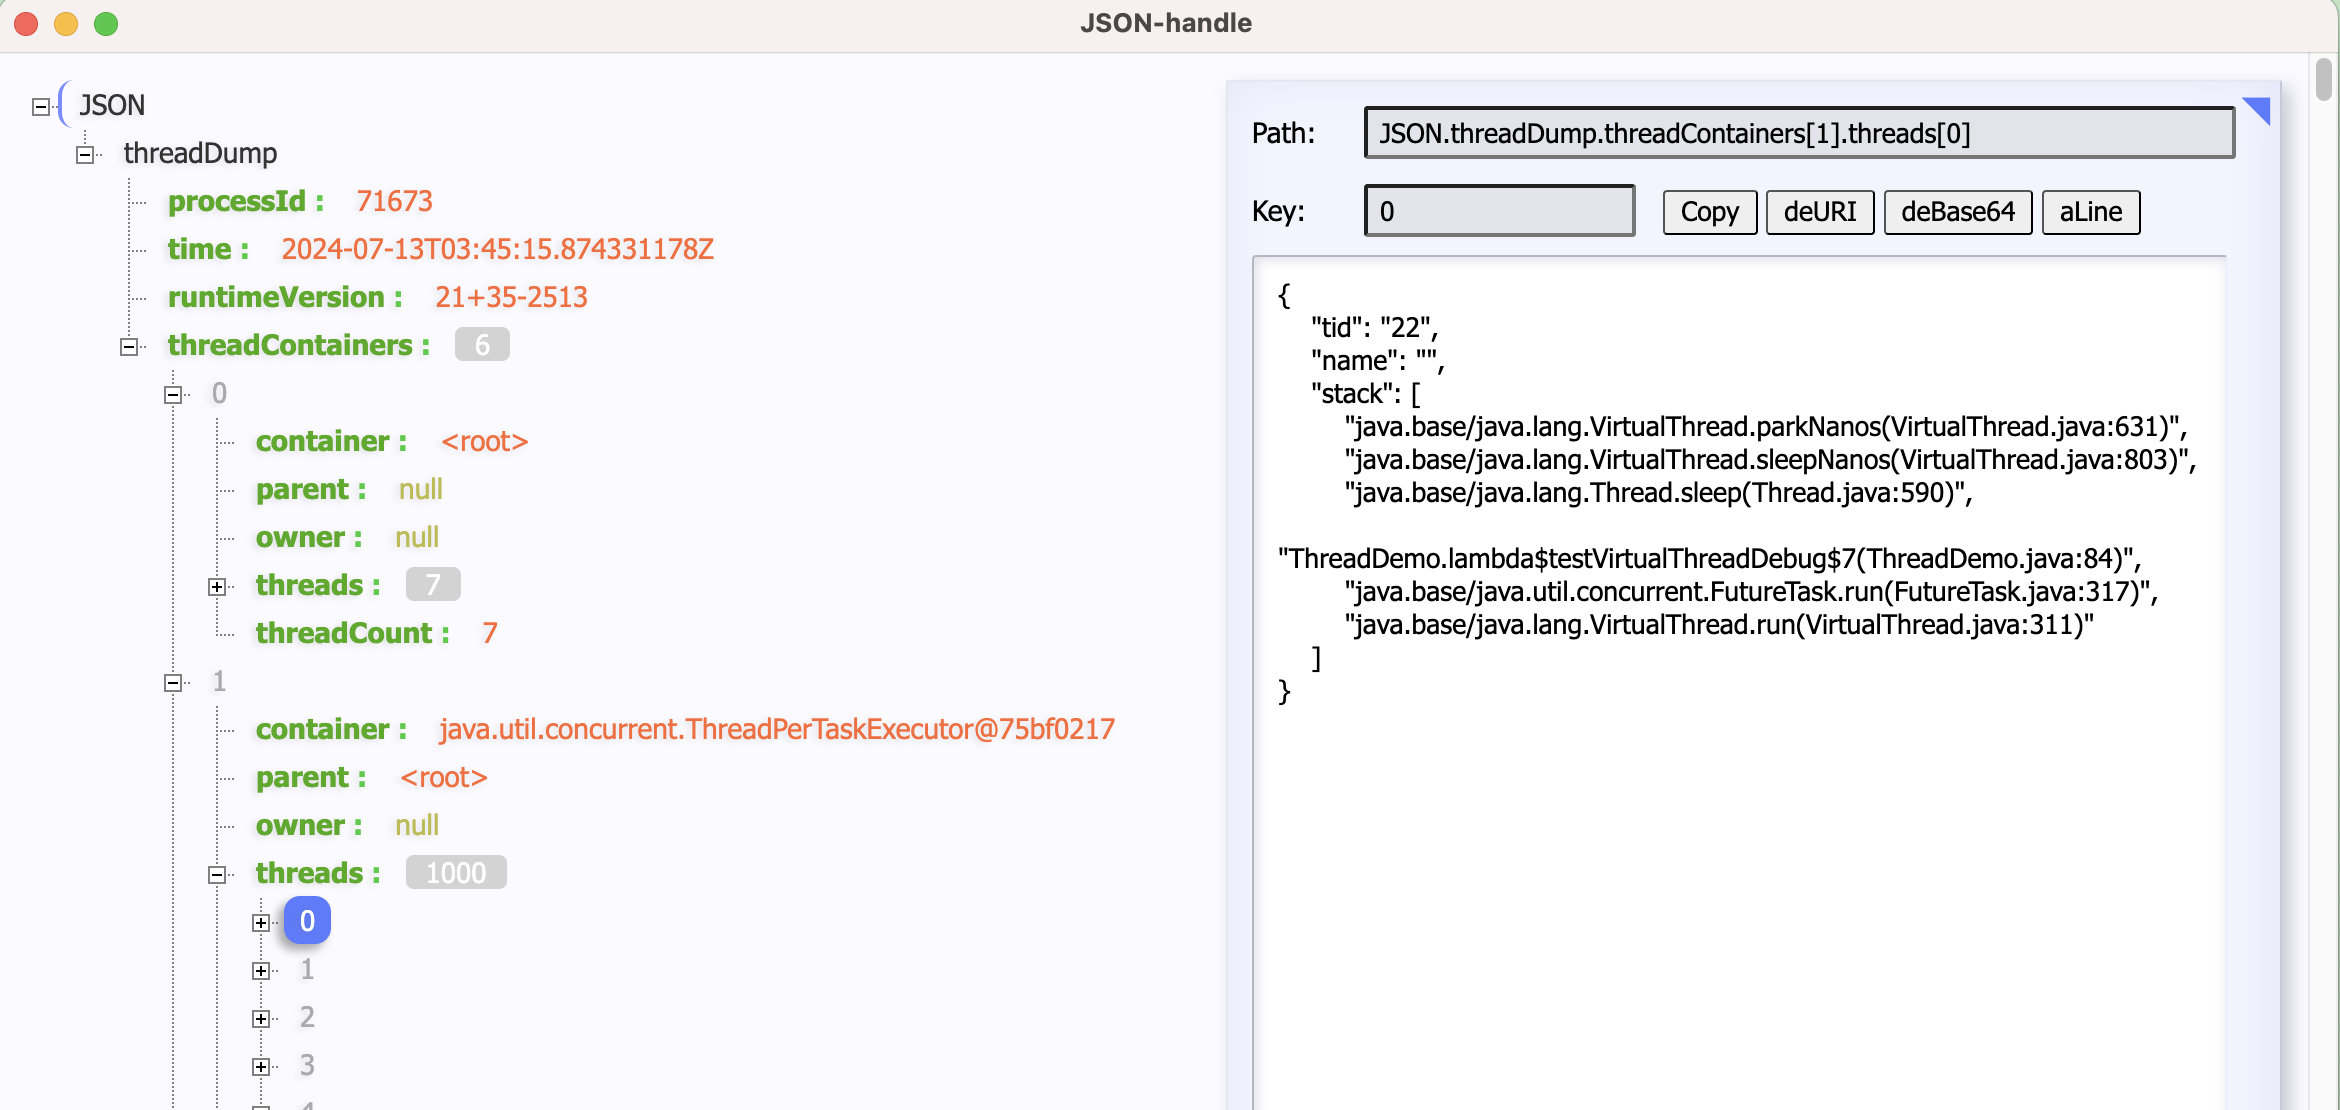 JSON-handle
JSON
threadDump
processId : 71673
time : 2024-07-13T03:45:15.874331178Z
runtimeVersion : 21+35-2513
threadContainers : 6
0
container : <root>
parent : null
owner : null
threads : 7
threadCount : 7
1
container : java.util.concurrent.ThreadPerTaskExecutor@75bf0217
parent : <root>
owner : null
threads : 1000
0
1
2
3
Path: JSON.threadDump.threadContainers[1].threads[0]
Key: 0 Copy deURI deBase64 aLine
{
"tid": "22",
"name": "",
"stack": [
"java.base/java.lang.VirtualThread.parkNanos(VirtualThread.java:631)",
"java.base/java.lang.VirtualThread.sleepNanos(VirtualThread.java:803)",
"java.base/java.lang.Thread.sleep(Thread.java:590)",
"ThreadDemo.lambda$testVirtualThreadDebug$7(ThreadDemo.java:84)",
"java.base/java.util.concurrent.FutureTask.run(FutureTask.java:317)",
"java.base/java.lang.VirtualThread.run(VirtualThread.java:311)"
]
}